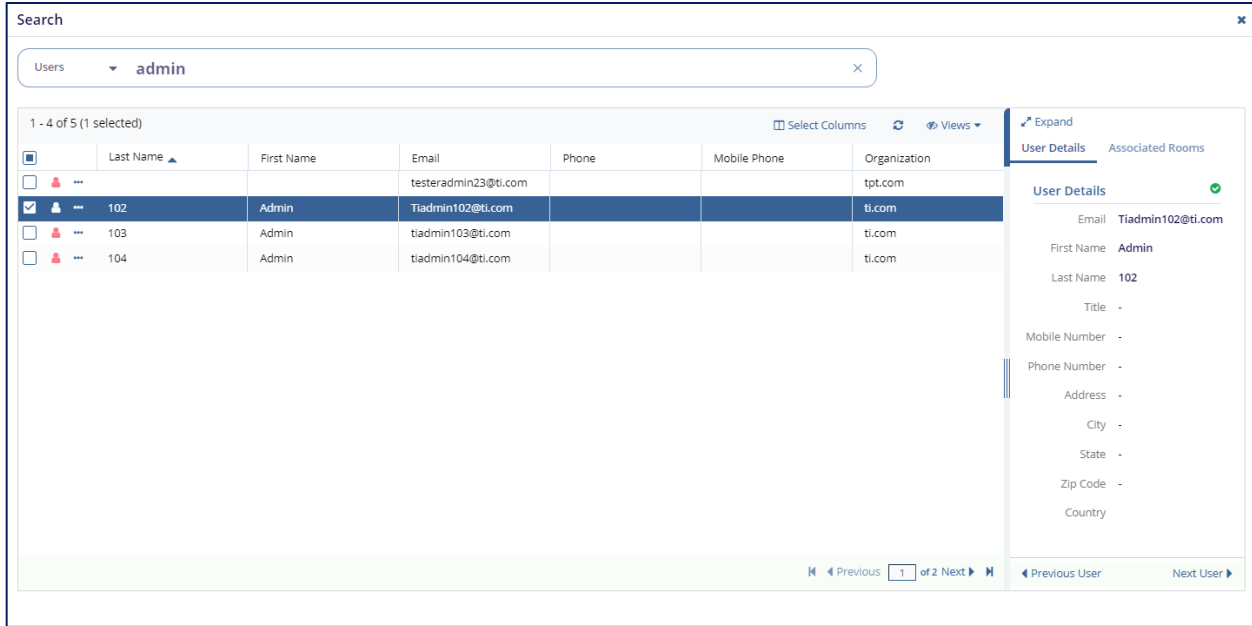 Search
Users admin
1 - 4 of 5 (1 selected) Select Columns Views
Last Name First Name Email Phone Mobile Phone Organization
testeradmin23@ti.com tpt.com
102 Admin Tiadmin102@ti.com ti.com
103 Admin tiadmin103@ti.com ti.com
104 Admin tiadmin104@ti.com ti.com
Previous 1 of 2 Next
Expand
User Details Associated Rooms
User Details
Email Tiadmin102@ti.com
First Name Admin
Last Name 102
Title -
Mobile Number -
Phone Number -
Address -
City -
State -
Zip Code -
Country
Previous User Next User